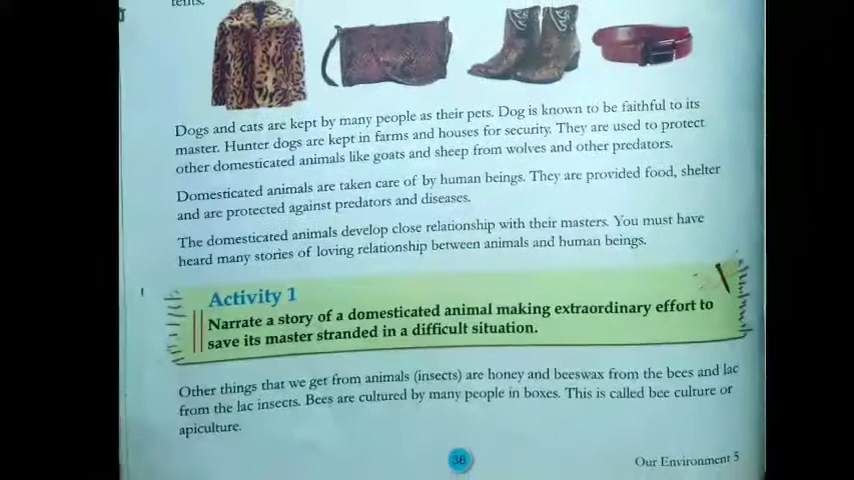 tents.
Dogs and cats are kept by many people as their pets. Dog is known to be faithful to its
master. Hunter dogs are kept in farms and houses for security. They are used to protect
other domesticated animals like goats and sheep from wolves and other predators.
Domesticated animals are taken care of by human beings. They are provided food, shelter
and are protected against predators and diseases.
The domesticated animals develop close relationship with their masters. You must have
heard many stories of loving relationship between animals and human beings.
Activity 1
Narrate a story of a domesticated animal making extraordinary effort to
save its master stranded in a difficult situation.
Other things that we get from animals (insects) are honey and beeswax from the bees and lac
from the lac insects. Bees are cultured by many people in boxes. This is called bee culture or
apiculture.
36
Our Environment 5